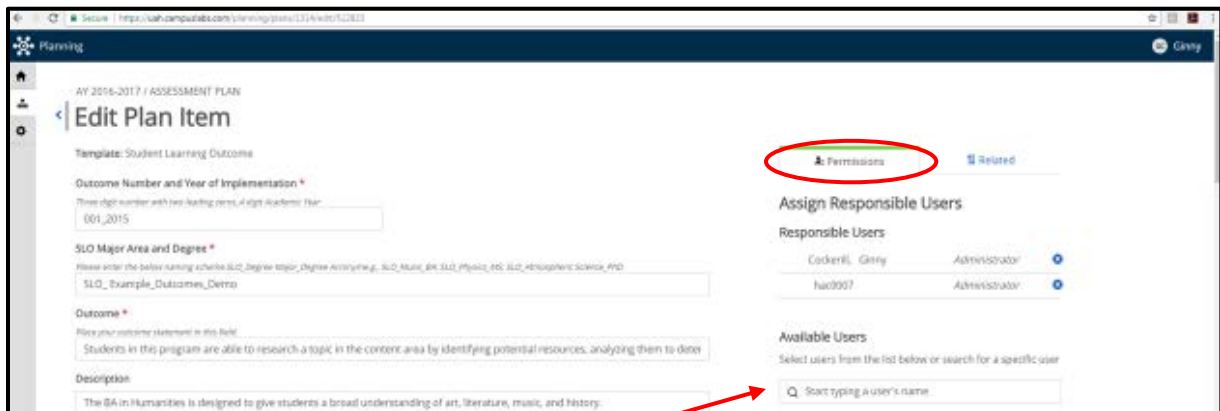 Secure | https://uah.campuslabs.com/planning/plans/1314/edit/522823
Planning
Ginny
AY 2016-2017 / ASSESSMENT PLAN
Edit Plan Item
Template: Student Learning Outcome
Outcome Number and Year of Implementation *
Three digit number with two leading zeros_4 digit Academic Year
001_2015
SLO Major Area and Degree *
Please enter the below naming scheme SLO_Degree Major_Degree Acronym e.g., SLO_Music_BA; SLO_Physics_MS; SLO_Atmospheric Science_PHD
SLO_ Example_Outcomes_Demo
Outcome *
Place your outcome statement in this field
Students in this program are able to research a topic in the content area by identifying potential resources, analyzing them to deter
Description
The BA in Humanities is designed to give students a broad understanding of art, literature, music, and history.
Permissions
Related
Assign Responsible Users
Responsible Users
Cockerill, Ginny Administrator
hac0007 Administrator
Available Users
Select users from the list below or search for a specific user
Start typing a user's name